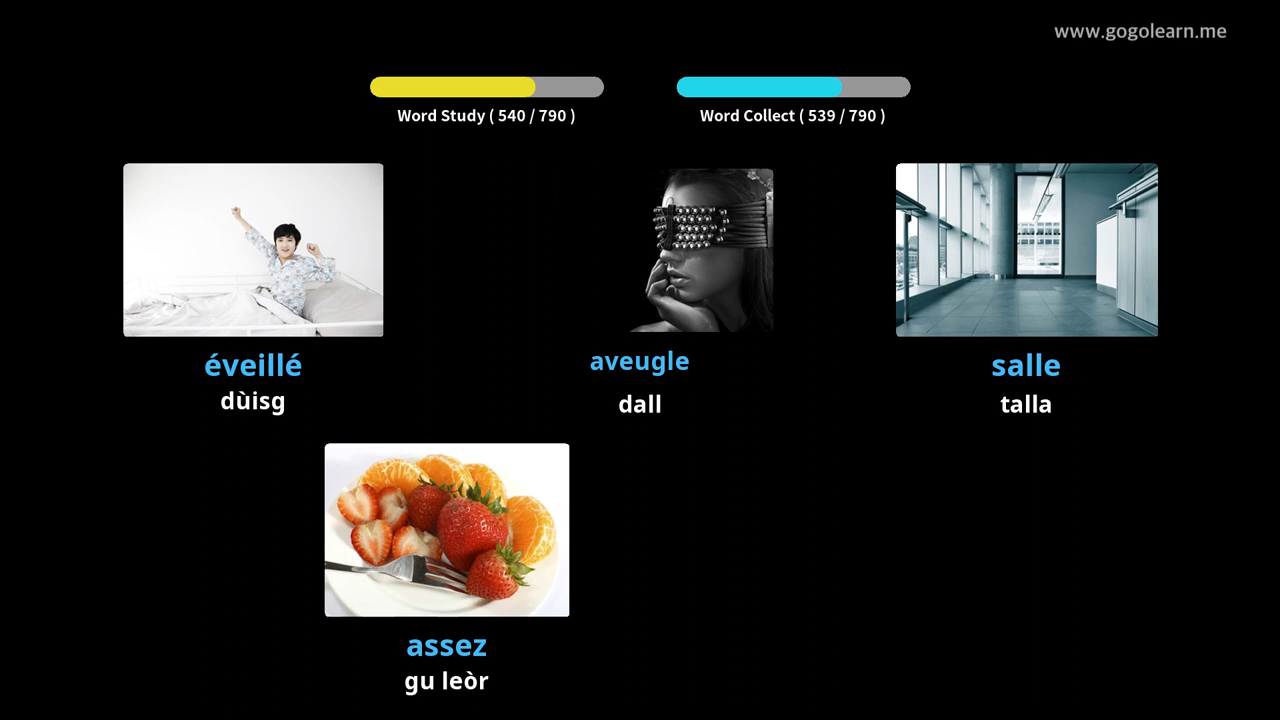 www.gogolearn.me
Word Study ( 540 / 790 )
Word Collect ( 539 / 790 )
éveillé
dùisg
aveugle
dall
salle
talla
assez
gu leòr